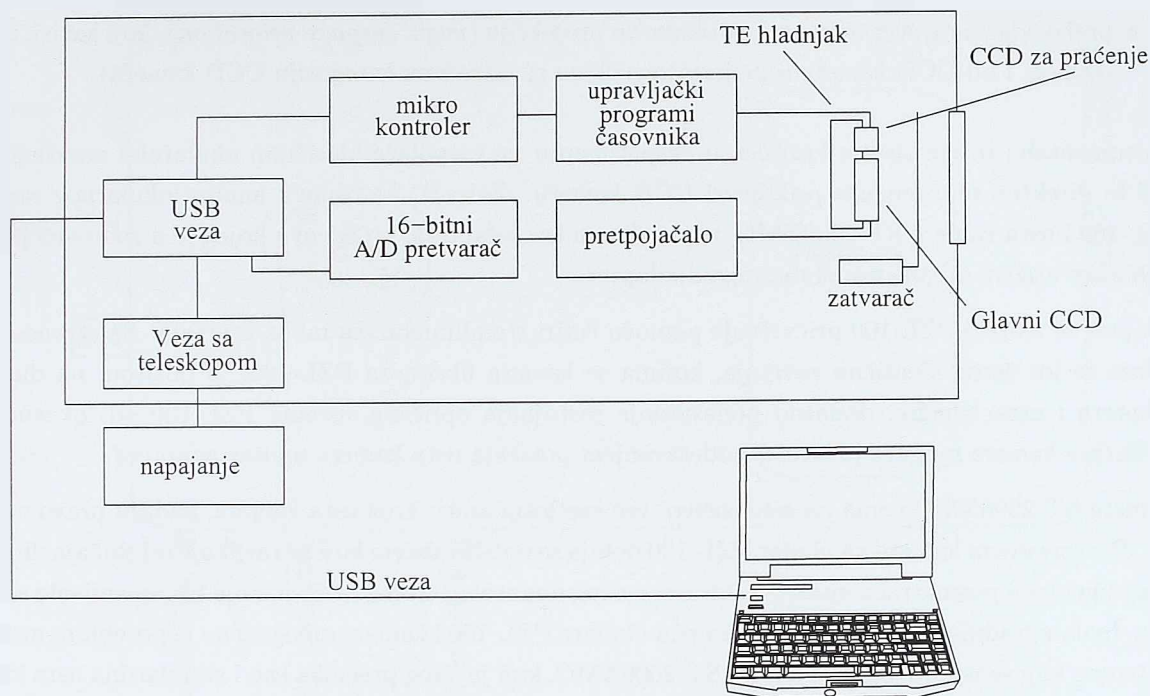 TE hladnjak
CCD za praćenje
mikro
kontroler
upravljački
programi
časovnika
USB
veza
16−bitni
A/D pretvarač
pretpojačalo
zatvarač
Glavni CCD
Veza sa
teleskopom
napajanje
USB veza